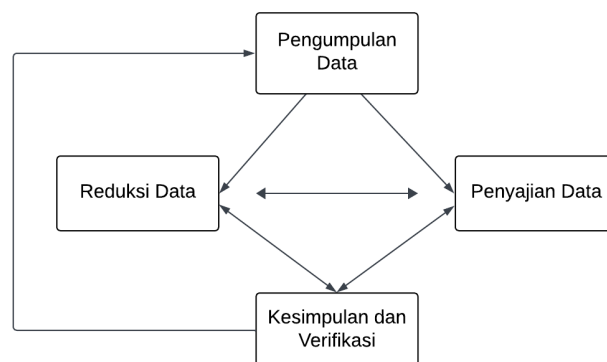 Pengumpulan
Data
Reduksi Data
Penyajian Data
Kesimpulan dan
Verifikasi